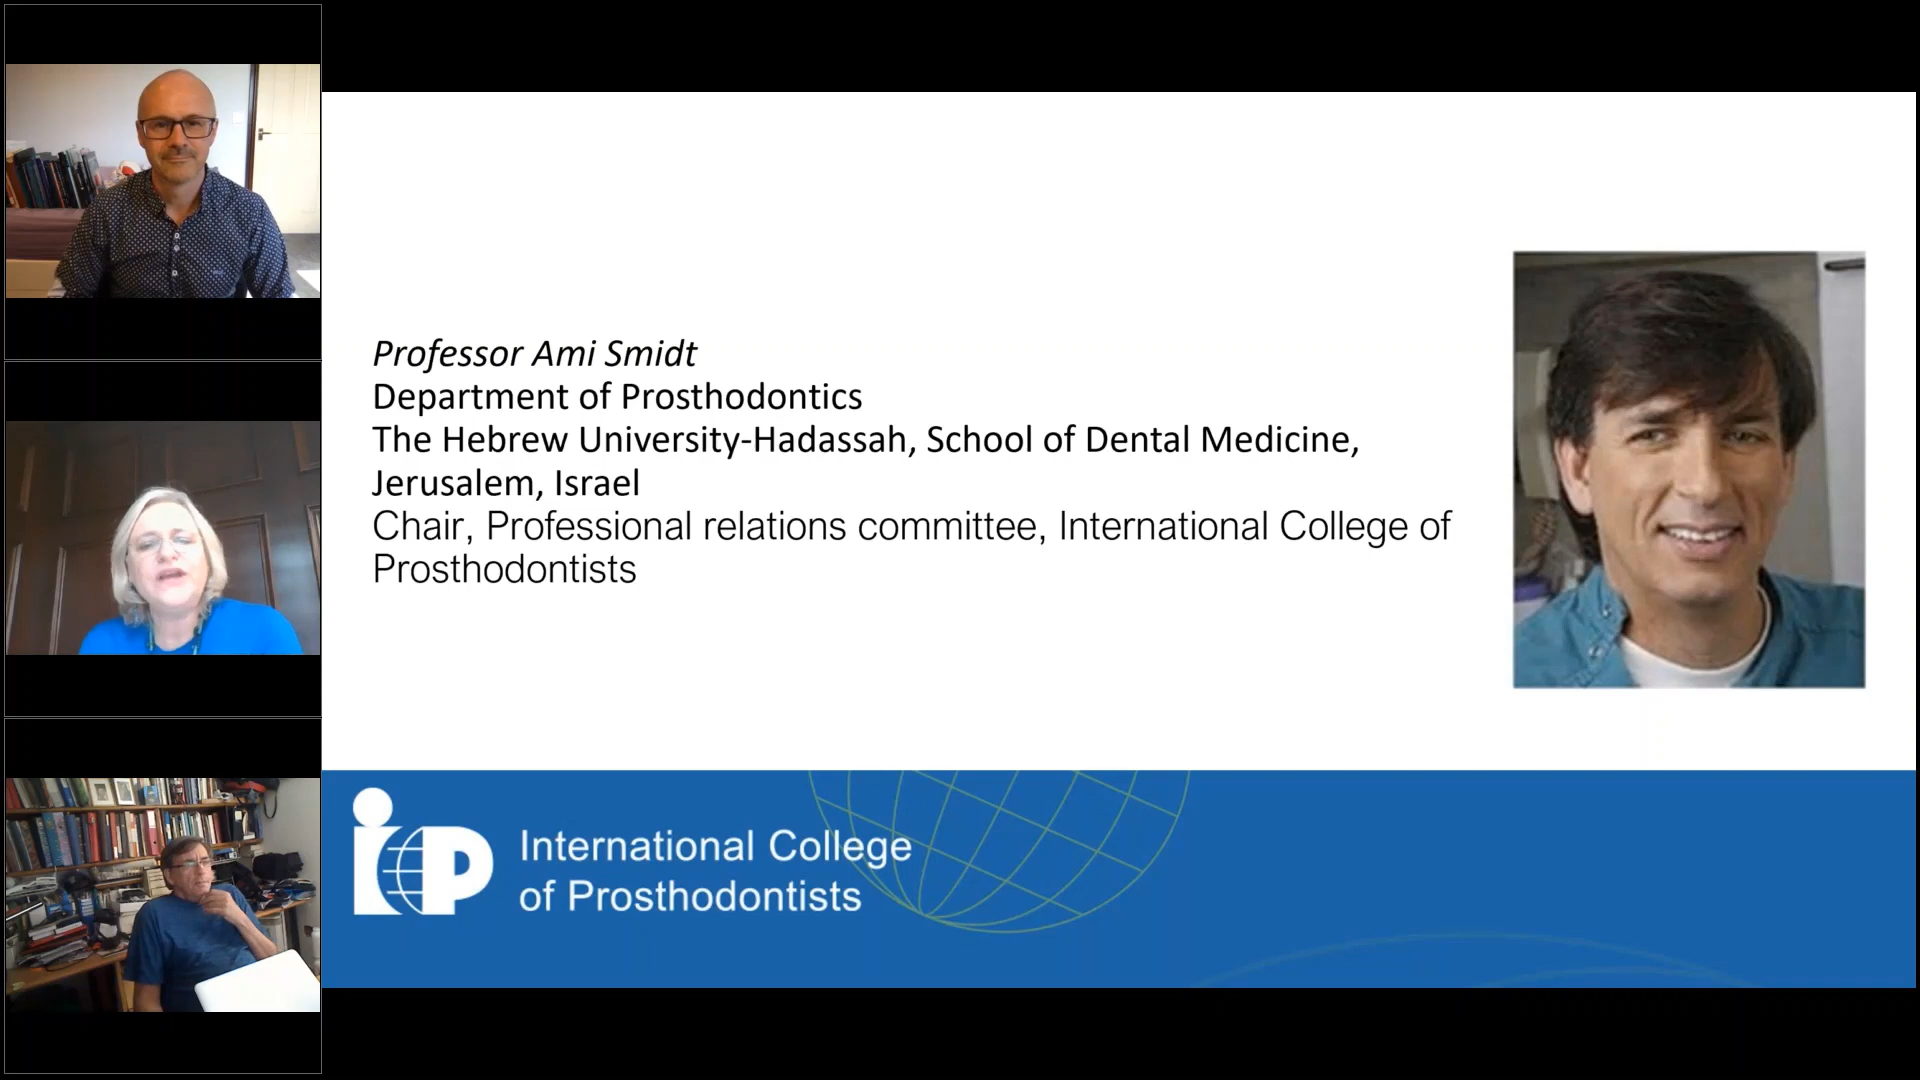 Professor Ami Smidt
Department of Prosthodontics
The Hebrew University-Hadassah, School of Dental Medicine,
Jerusalem, Israel
Chair, Professional relations committee, International College of
Prosthodontists
icp
International College
of Prosthodontists